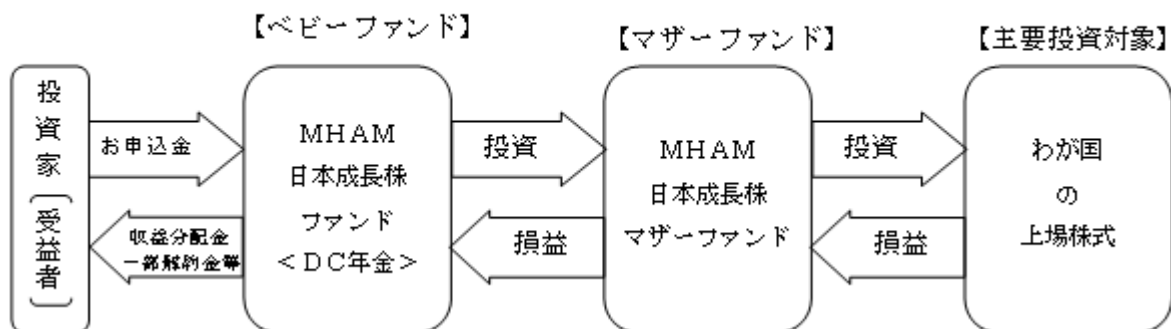 【ベビーファンド】
【マザーファンド】
【主要投資対象】
投資家(受益者)
お申込金
収益分配金
一部解約金等
MHAM
日本成長株
ファンド
<DC年金>
投資
損益
MHAM
日本成長株
マザーファンド
投資
損益
わが国
の
上場株式